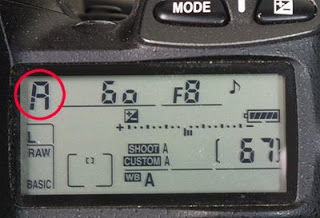 MODE
A 60 F8
L
RAW
BASIC
SHOOT A
CUSTOM A
WB A
[ 67]